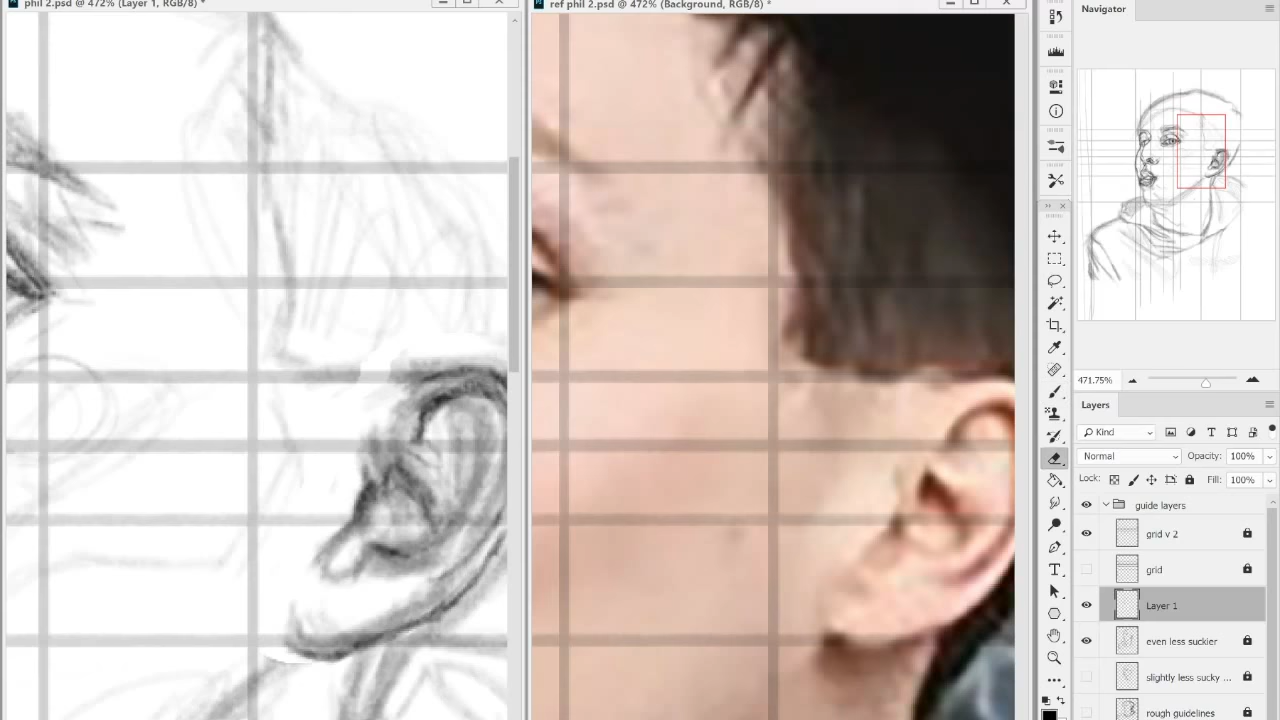 phil 2.psd @ 472% (Layer 1, RGB/8) *
ref phil 2.psd @ 472% (Background, RGB/8) *
Navigator
471.75%
Layers
Kind
Normal
Opacity: 100%
Lock:
Fill: 100%
guide layers
grid v 2
grid
Layer 1
even less suckier
slightly less sucky ...
rough guidelines